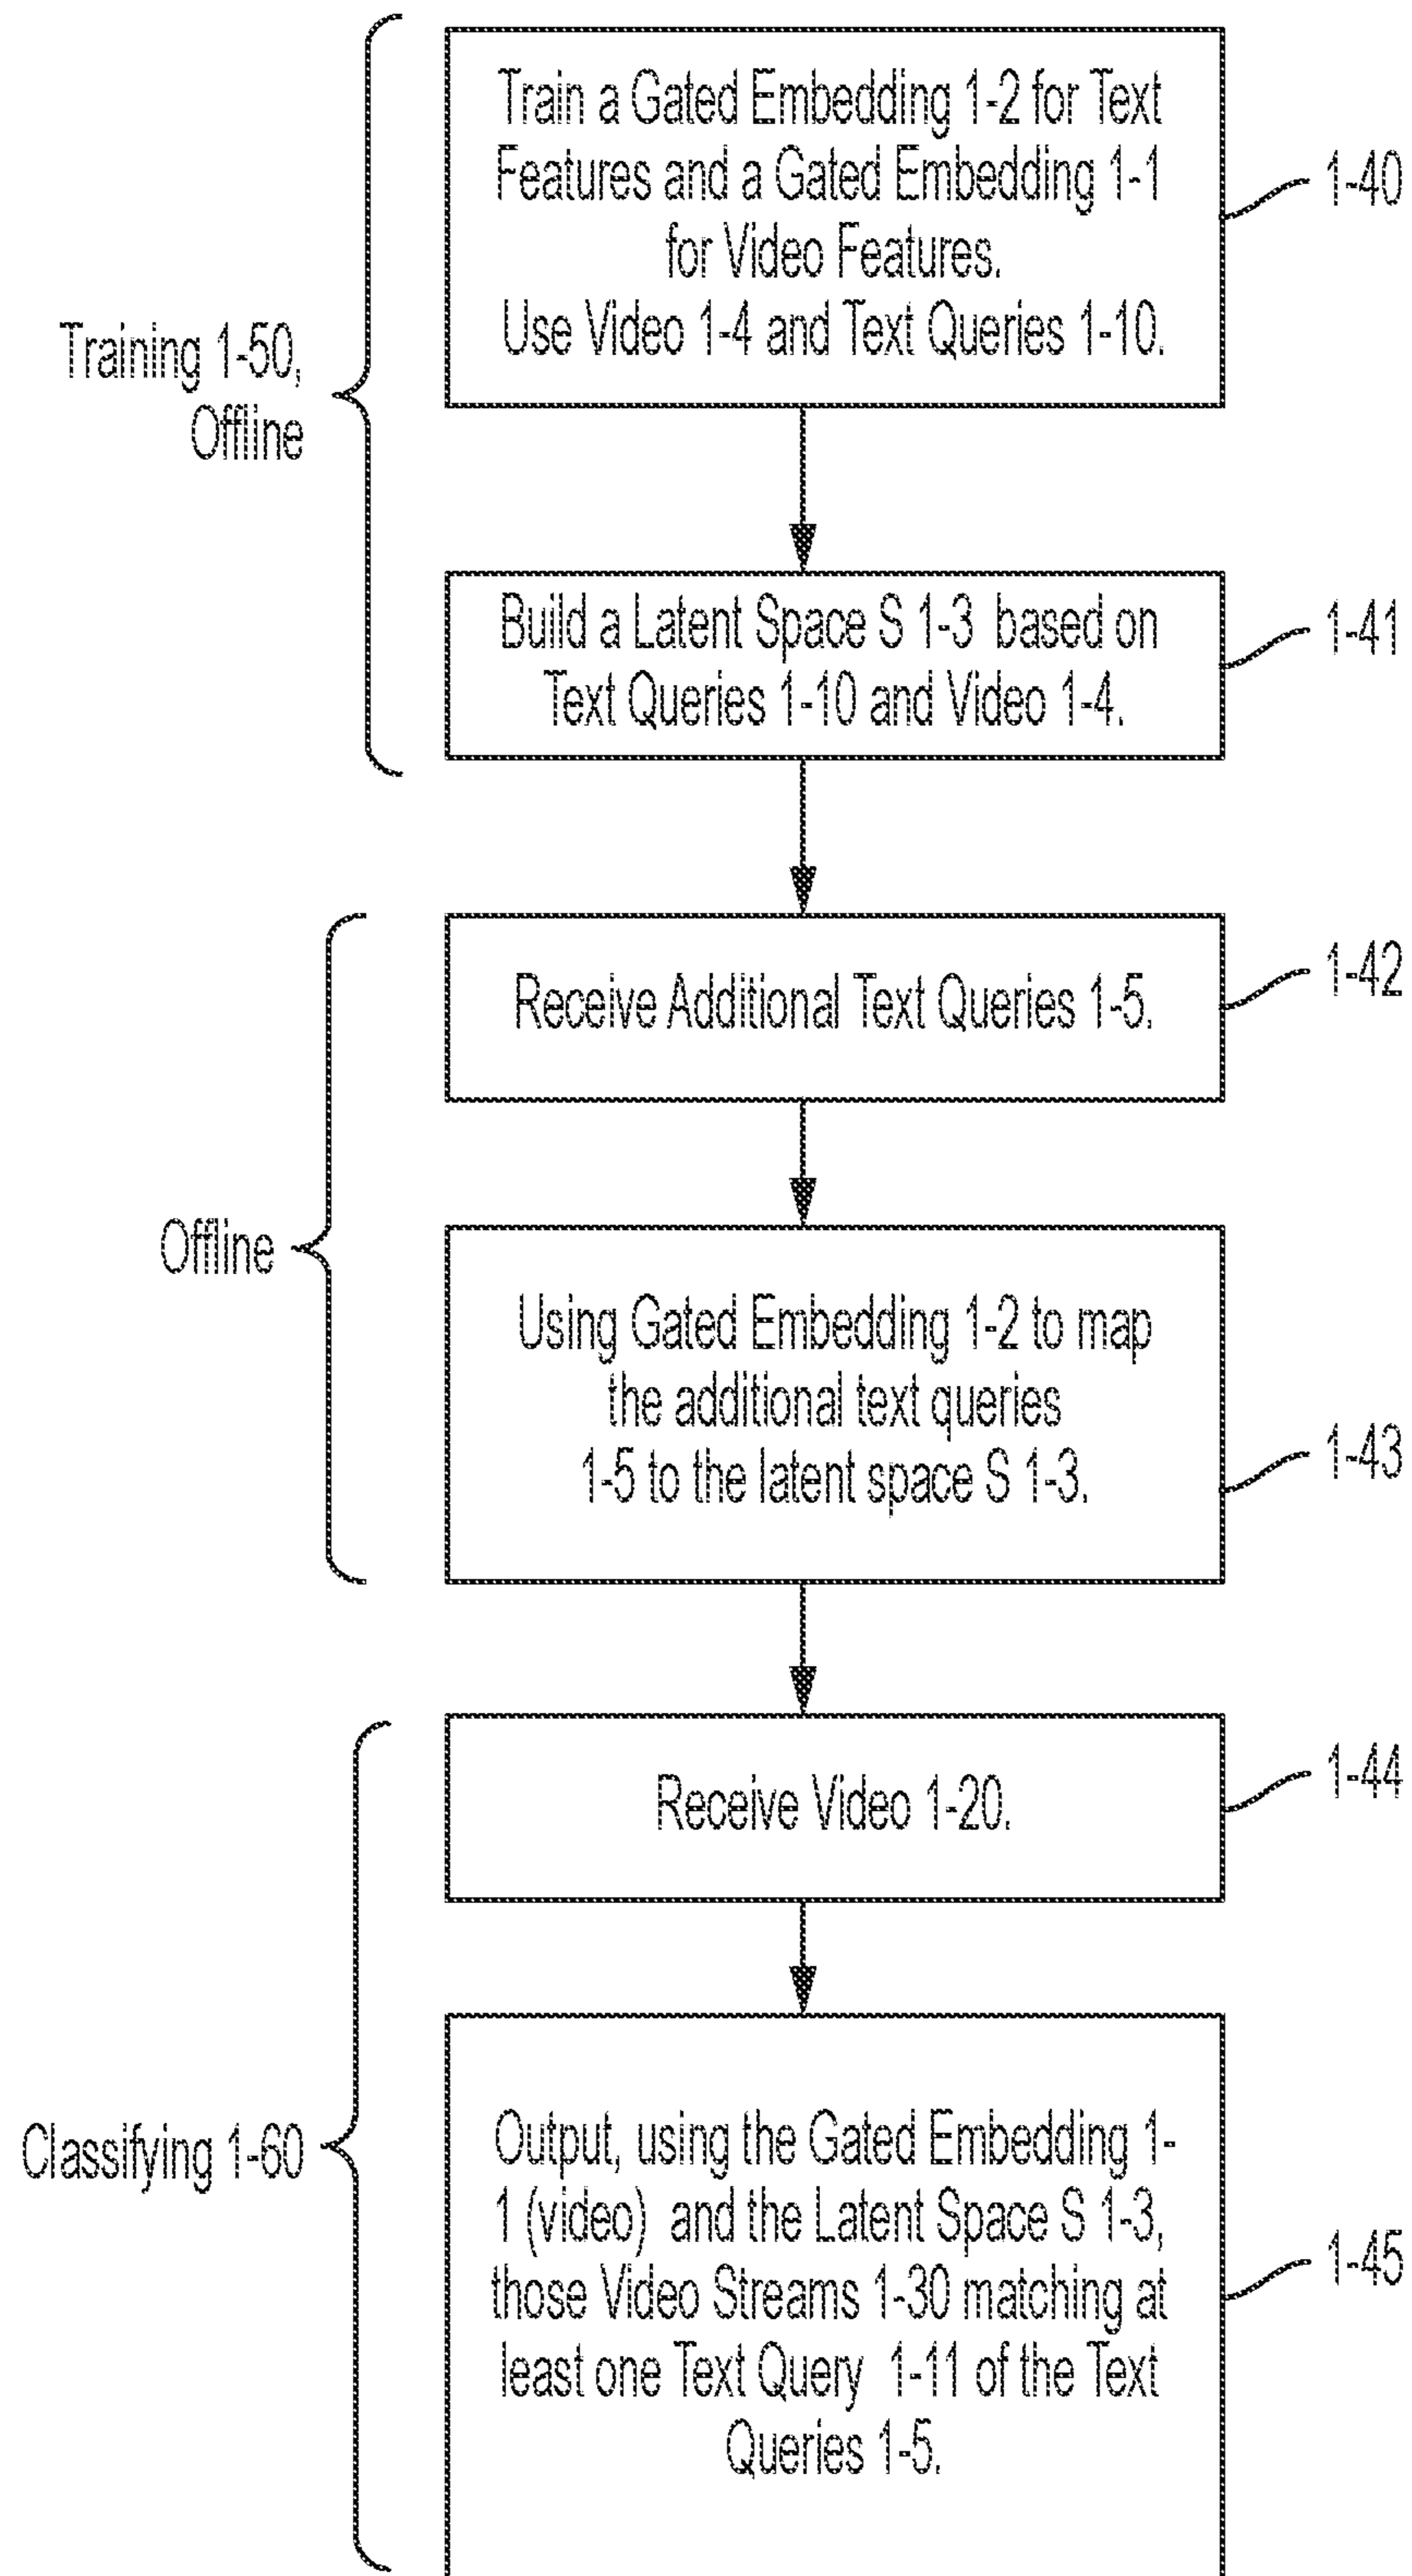 Train a Gated Embedding 1-2 for Text
Features and a Gated Embedding 1-1
for Video Features.
Use Video 1-4 and Text Queries 1-10.
1-40
Training 1-50,
Offline
Build a Latent Space S 1-3 based on
Text Queries 1-10 and Video 1-4.
1-41
Receive Additional Text Queries 1-5.
1-42
Offline
Using Gated Embedding 1-2 to map
the additional text queries
1-5 to the latent space S 1-3.
1-43
Receive Video 1-20.
1-44
Classifying 1-60
Output, using the Gated Embedding 1-
1 (video) and the Latent Space S 1-3,
those Video Streams 1-30 matching at
least one Text Query 1-11 of the Text
Queries 1-5.
1-45